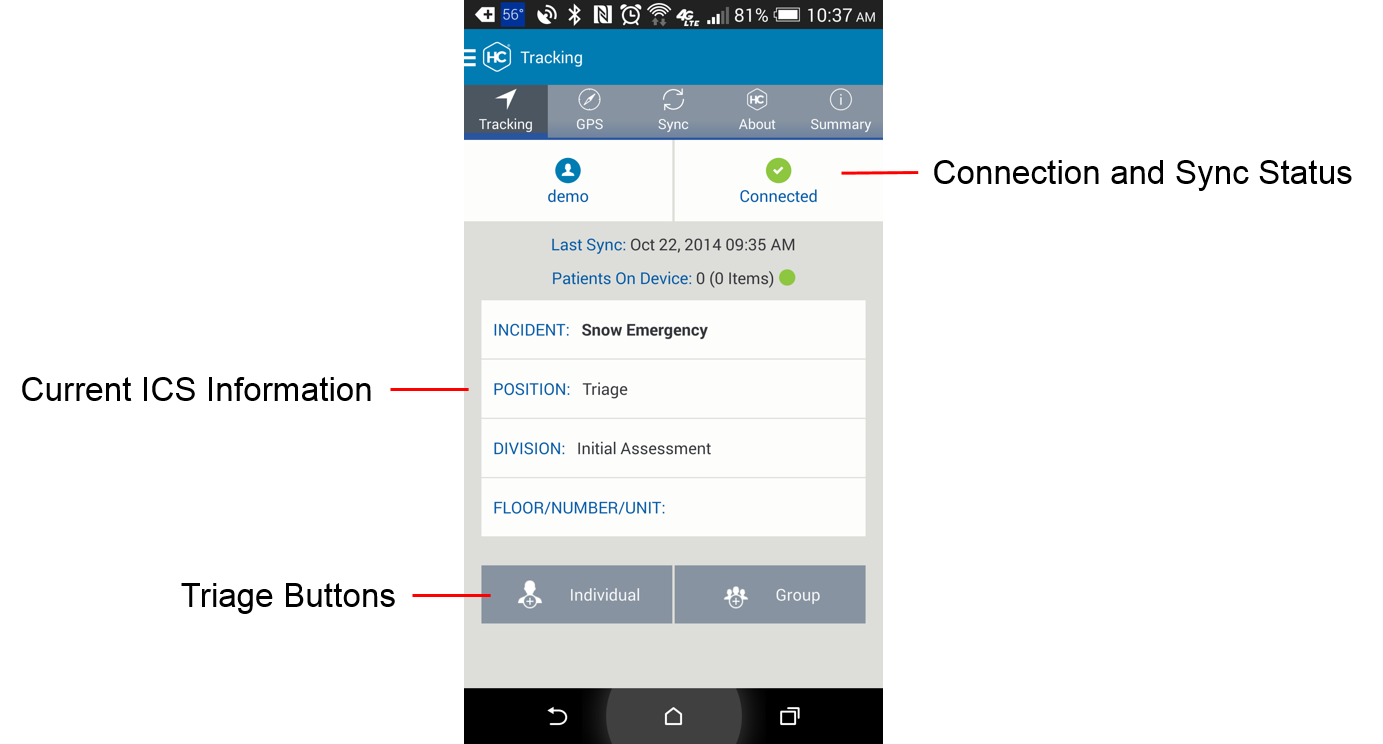 56° 4G LTE 81% 10:37 AM
HC Tracking
Tracking GPS Sync HC About Summary
demo Connected
Connection and Sync Status
Last Sync: Oct 22, 2014 09:35 AM
Patients On Device: 0 (0 Items)
INCIDENT: Snow Emergency
Current ICS Information
POSITION: Triage
DIVISION: Initial Assessment
FLOOR/NUMBER/UNIT:
Triage Buttons
Individual Group